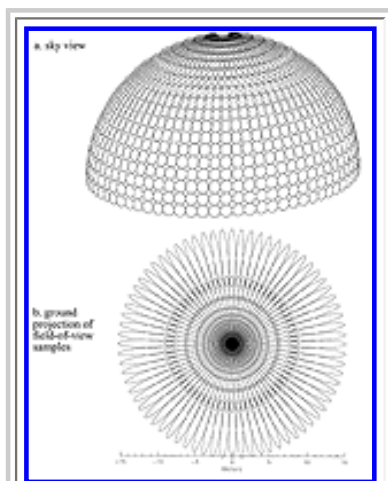 a. sky view
b. ground
projection of
field-of-view
samples